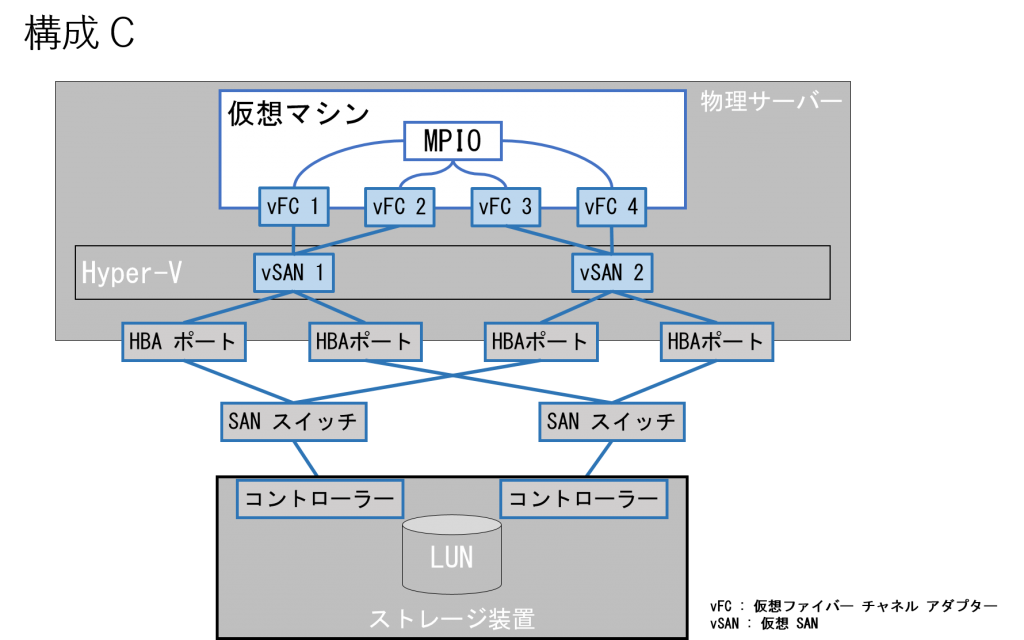 構成 C
物理サーバー
仮想マシン
MPIO
vFC 1
vFC 2
vFC 3
vFC 4
Hyper-V
vSAN 1
vSAN 2
HBA ポート
HBAポート
HBAポート
HBAポート
SAN スイッチ
SAN スイッチ
コントローラー
コントローラー
LUN
ストレージ装置
vFC : 仮想ファイバー チャネル アダプター
vSAN : 仮想 SAN